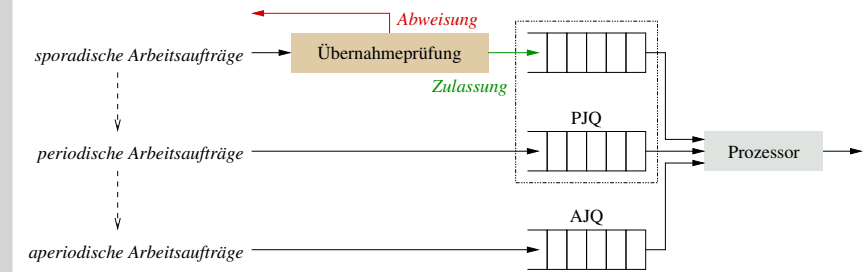 Abweisung
sporadische Arbeitsaufträge
Übernahmeprüfung
Zulassung
PJQ
periodische Arbeitsaufträge
Prozessor
AJQ
aperiodische Arbeitsaufträge